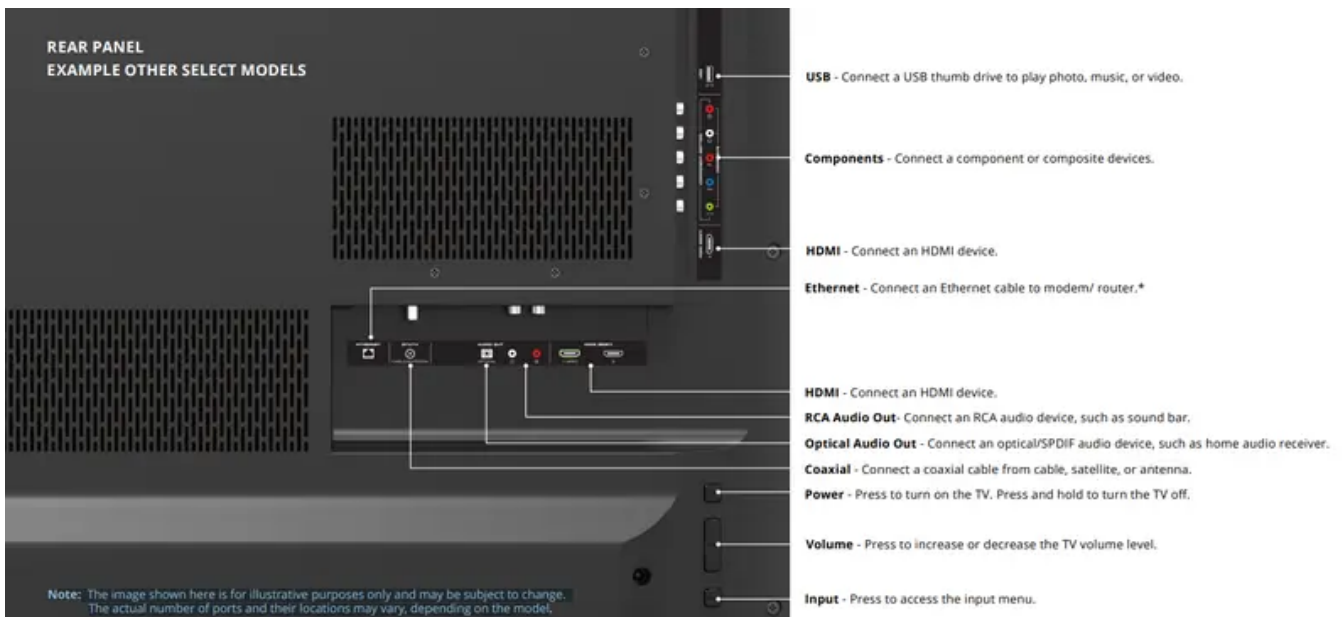 REAR PANEL
EXAMPLE OTHER SELECT MODELS
USB - Connect a USB thumb drive to play photo, music, or video.
Components - Connect a component or composite devices.
HDMI - Connect an HDMI device.
Ethernet - Connect an Ethernet cable to modem/ router.*
ETHERNET
AUDIO OUT
HDMI - Connect an HDMI device.
RCA Audio Out- Connect an RCA audio device, such as sound bar.
Optical Audio Out - Connect an optical/SPDIF audio device, such as home audio receiver.
Coaxial - Connect a coaxial cable from cable, satellite, or antenna.
Power - Press to turn on the TV. Press and hold to turn the TV off.
Volume - Press to increase or decrease the TV volume level.
Input - Press to access the input menu.
Note: The image shown here is for illustrative purposes only and may be subject to change.
The actual number of ports and their locations may vary, depending on the model.